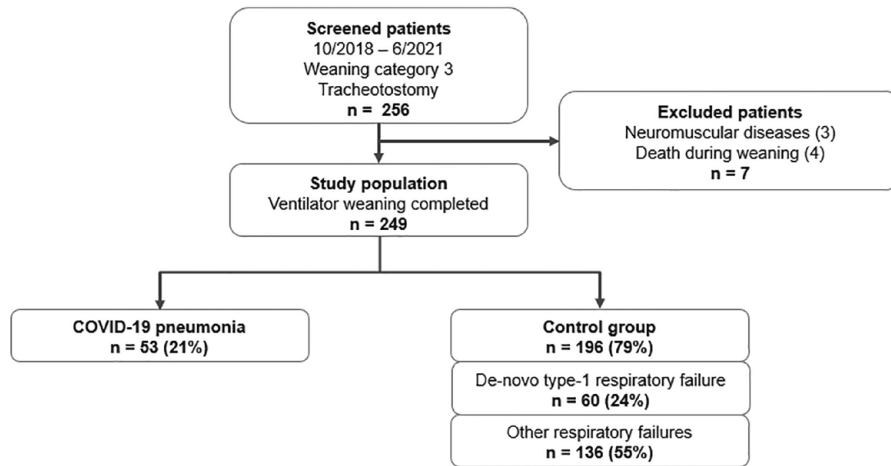 Screened patients
10/2018 – 6/2021
Weaning category 3
Tracheotostomy
n = 256
Excluded patients
Neuromuscular diseases (3)
Death during weaning (4)
n = 7
Study population
Ventilator weaning completed
n = 249
COVID-19 pneumonia
n = 53 (21%)
Control group
n = 196 (79%)
De-novo type-1 respiratory failure
n = 60 (24%)
Other respiratory failures
n = 136 (55%)